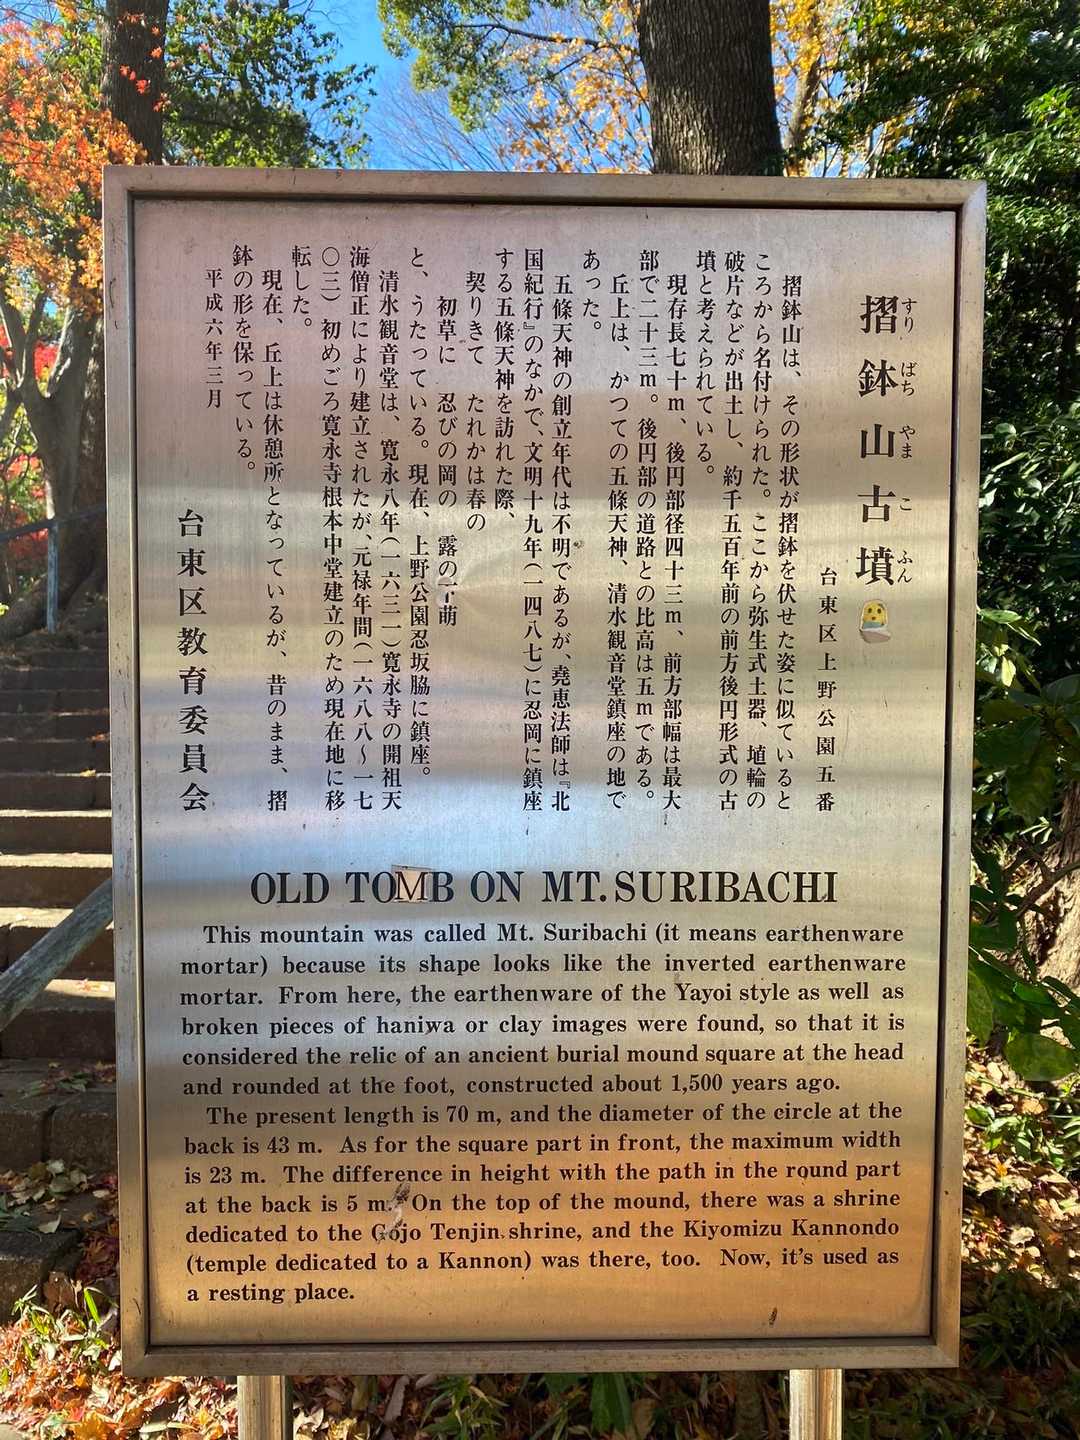 摺鉢山古墳
すり ばち やま こ ふん
台東区上野公園五番
摺鉢山は、その形状が摺鉢を伏せた姿に似ていると
ころから名付けられた。ここから弥生式土器、埴輪の
破片などが出土し、約千五百年前の前方後円形式の古
墳と考えられている。
現存長七十m、後円部径四十三m、前方部幅は最大
部で二十三m。後円部の道路との比高は五mである。
丘上は、かつての五條天神、清水観音堂鎮座の地で
あった。
五條天神の創立年代は不明であるが、堯恵法師は『北
国紀行』のなかで、文明十九年(一四八七)に忍岡に鎮座
する五條天神を訪れた際、
契りきて たれかは春の
初草に 忍びの岡の 露の下萌
と、うたっている。現在、上野公園忍坂脇に鎮座。
清水観音堂は、寛永八年(一六三一)寛永寺の開祖天
海僧正により建立されたが、元禄年間(一六八八〜一七
〇三)初めごろ寛永寺根本中堂建立のため現在地に移
転した。
現在、丘上は休憩所となっているが、昔のまま、摺
鉢の形を保っている。
平成六年三月
台東区教育委員会
OLD TOMB ON MT. SURIBACHI
This mountain was called Mt. Suribachi (it means earthenware
mortar) because its shape looks like the inverted earthenware
mortar. From here, the earthenware of the Yayoi style as well as
broken pieces of haniwa or clay images were found, so that it is
considered the relic of an ancient burial mound square at the head
and rounded at the foot, constructed about 1,500 years ago.
The present length is 70 m, and the diameter of the circle at the
back is 43 m. As for the square part in front, the maximum width
is 23 m. The difference in height with the path in the round part
at the back is 5 m. On the top of the mound, there was a shrine
dedicated to the Gojo Tenjin shrine, and the Kiyomizu Kannondo
(temple dedicated to a Kannon) was there, too. Now, it's used as
a resting place.